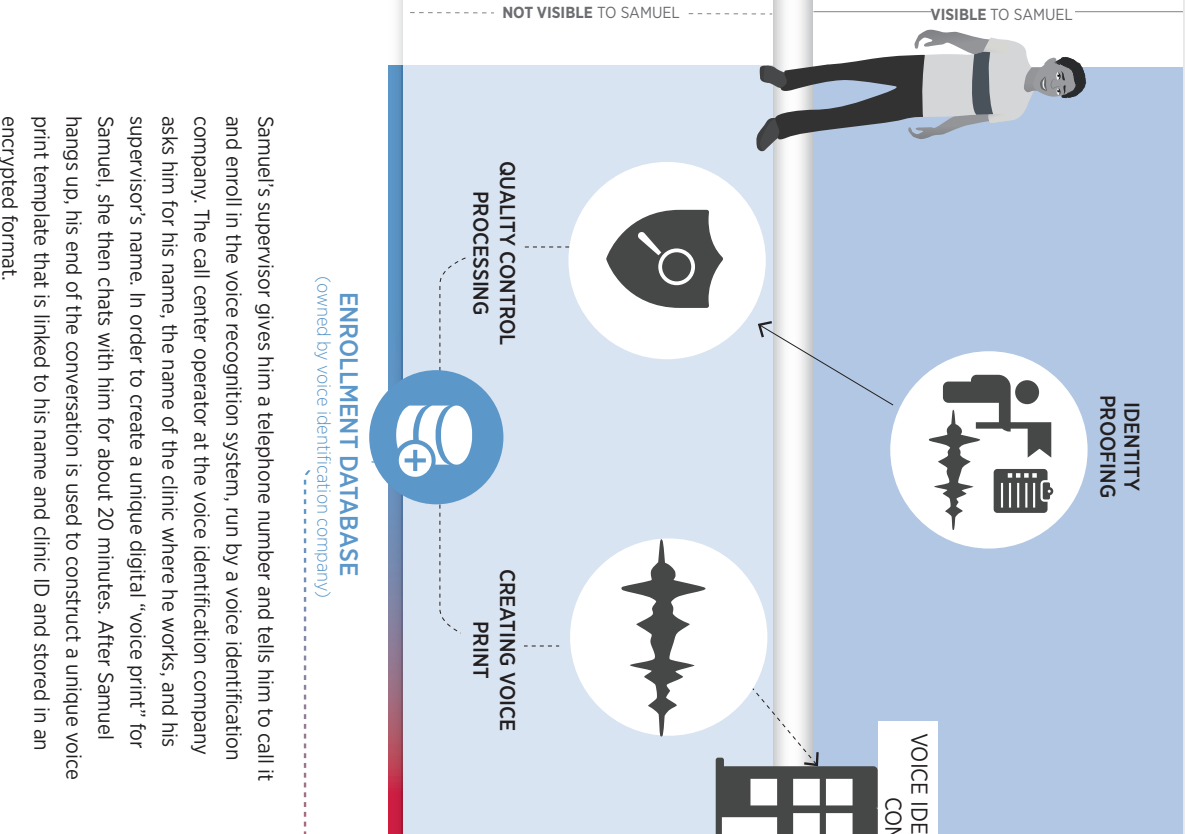 NOT VISIBLE TO SAMUEL
VISIBLE TO SAMUEL
IDENTITY
PROOFING
QUALITY CONTROL
PROCESSING
CREATING VOICE
PRINT
ENROLLMENT DATABASE
(owned by voice identification company)
Samuel’s supervisor gives him a telephone number and tells him to call it
and enroll in the voice recognition system, run by a voice identification
company. The call center operator at the voice identification company
asks him for his name, the name of the clinic where he works, and his
supervisor’s name. In order to create a unique digital “voice print” for
Samuel, she then chats with him for about 20 minutes. After Samuel
hangs up, his end of the conversation is used to construct a unique voice
print template that is linked to his name and clinic ID and stored in an
encrypted format.
VOICE IDE